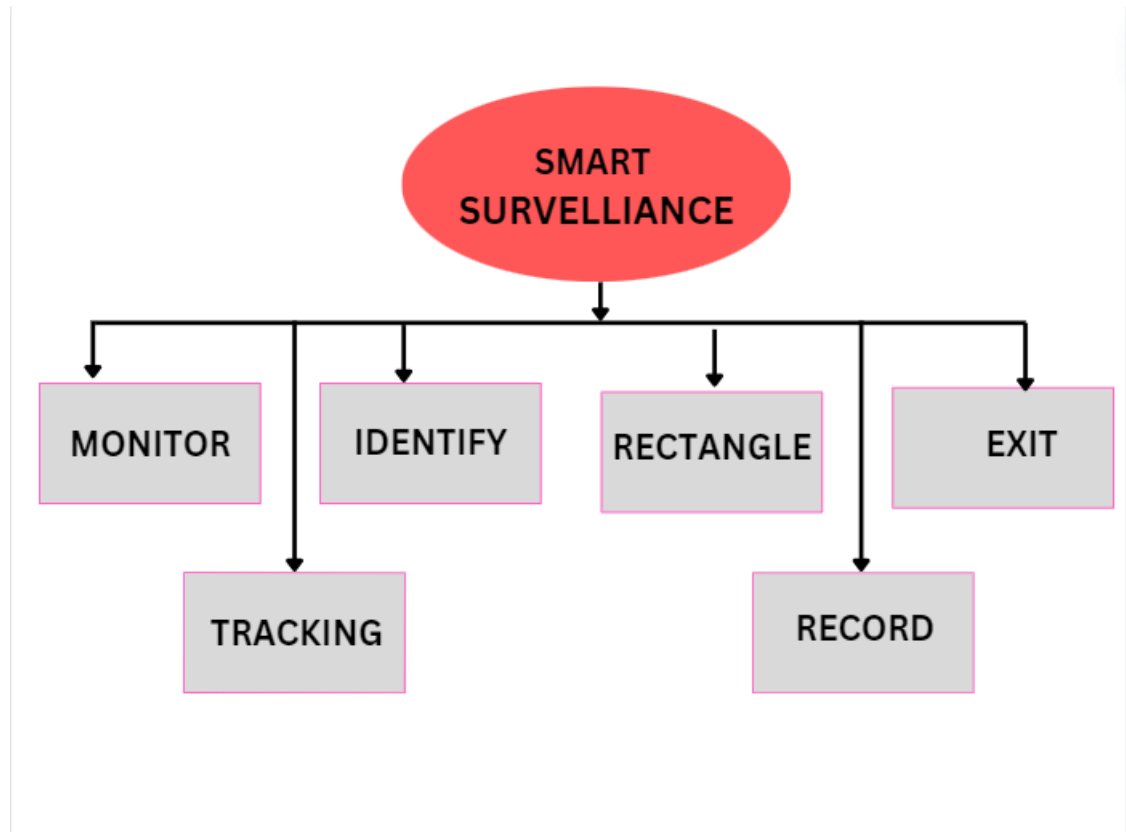 SMART
SURVELLIANCE
MONITOR
IDENTIFY
RECTANGLE
EXIT
TRACKING
RECORD